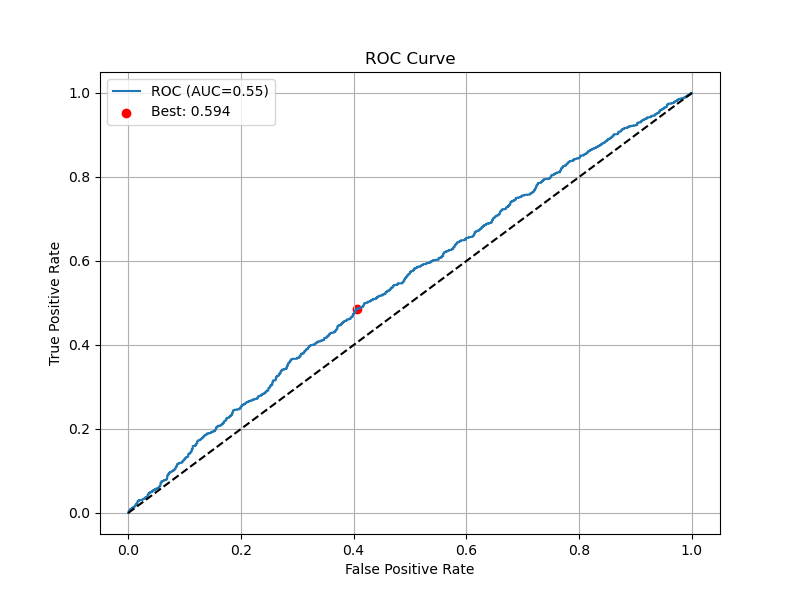 ROC Curve
ROC (AUC=0.55)
Best: 0.594
True Positive Rate
1.0
0.8
0.6
0.4
0.2
0.0
0.0 0.2 0.4 0.6 0.8 1.0
False Positive Rate